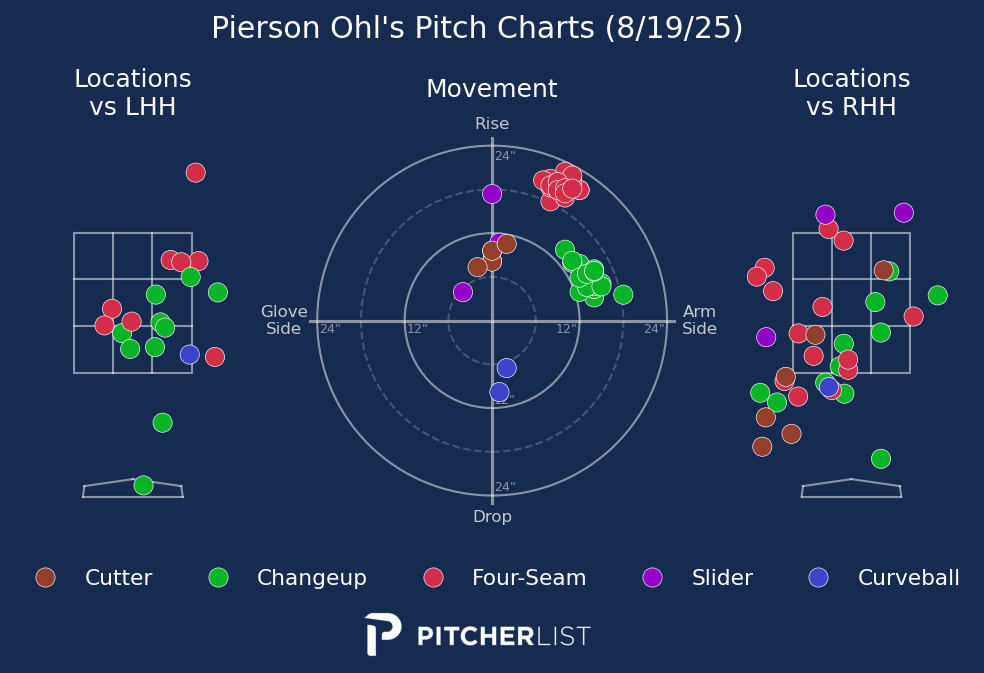 Pierson Ohl's Pitch Charts (8/19/25)
Locations
vs LHH
Movement
Locations
vs RHH
Rise
24"
Glove
Side
24"
12"
12"
24"
Arm
Side
12"
24"
Drop
Cutter
Changeup
Four-Seam
Slider
Curveball
PITCHERLIST